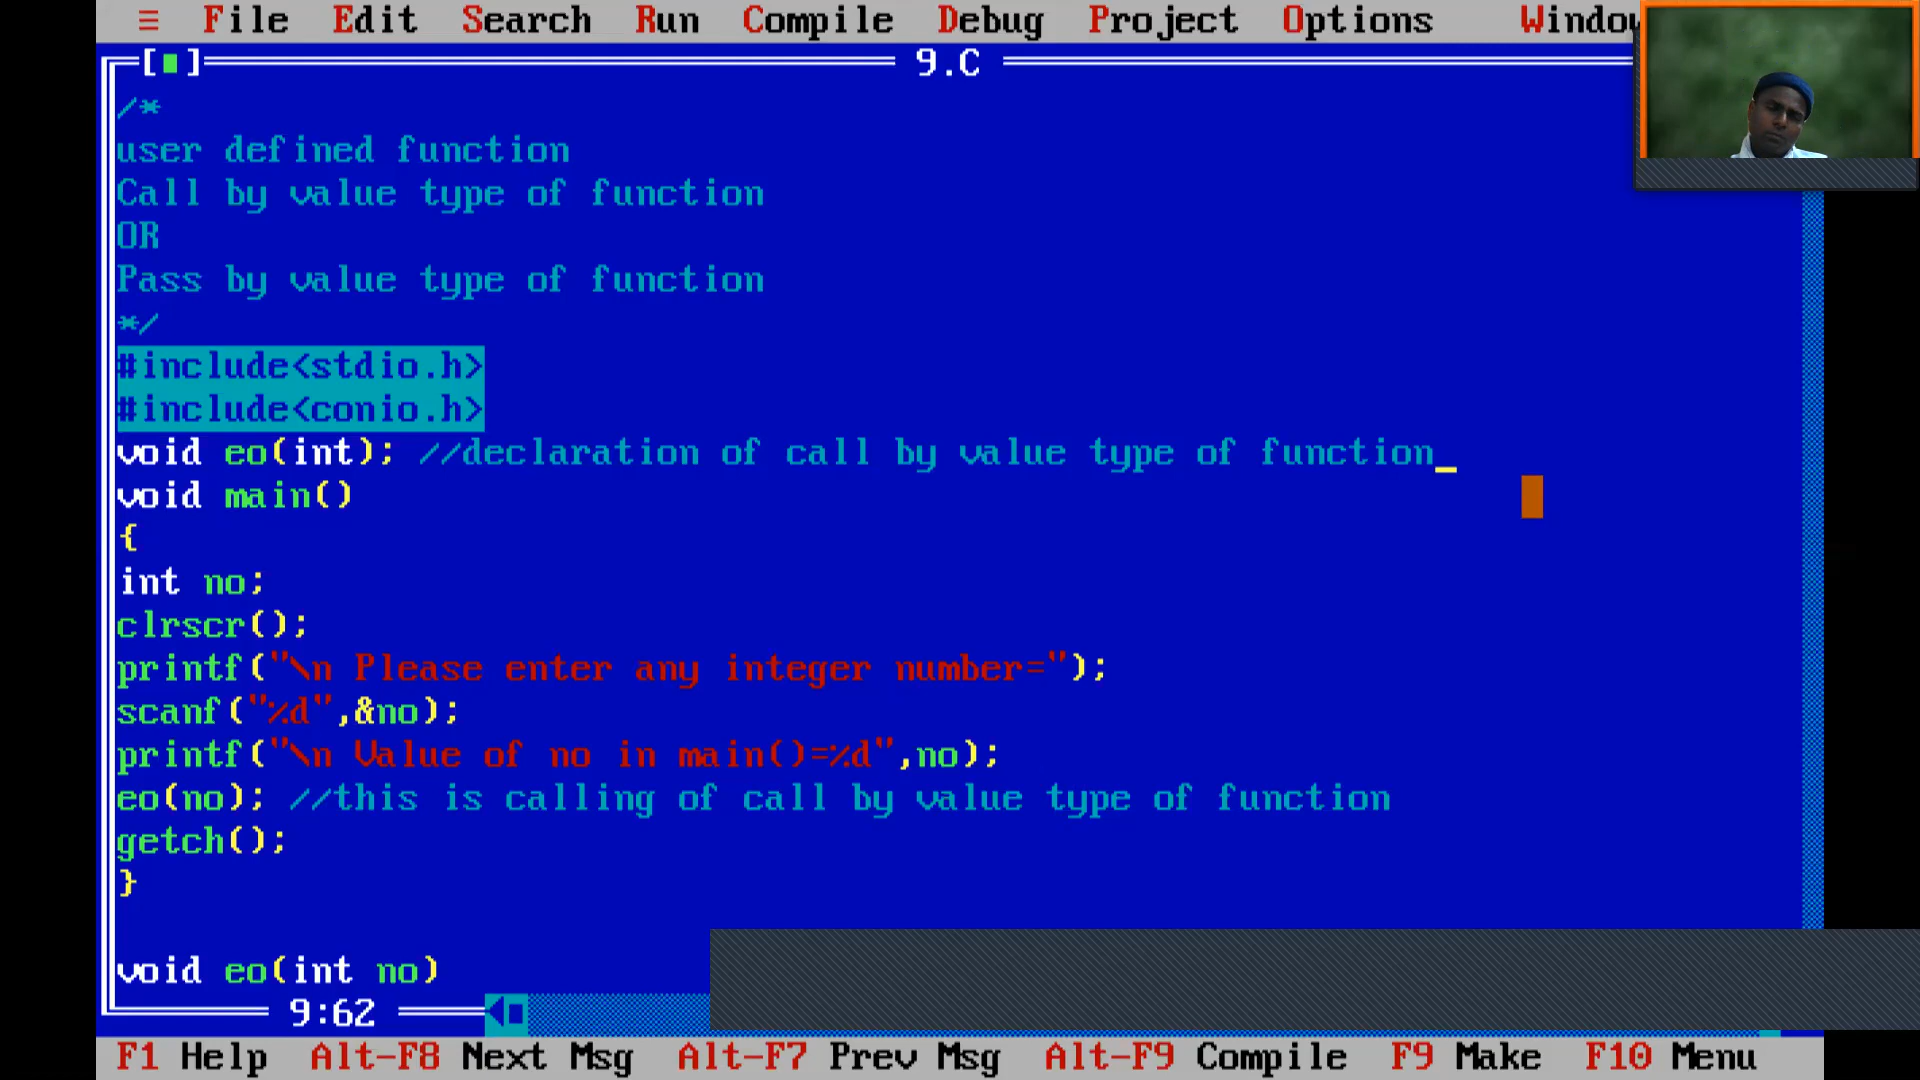 ≡ File Edit Search Run Compile Debug Project Options Window
[■] 9.C
/*
user defined function
Call by value type of function
OR
Pass by value type of function
*/
#include<stdio.h>
#include<conio.h>
void eo(int); //declaration of call by value type of function_
void main()
{
int no;
clrscr();
printf("\n Please enter any integer number=");
scanf("%d",&no);
printf("\n Value of no in main()=%d",no);
eo(no); //this is calling of call by value type of function
getch();
}
void eo(int no)
9:62
F1 Help Alt-F8 Next Msg Alt-F7 Prev Msg Alt-F9 Compile F9 Make F10 Menu